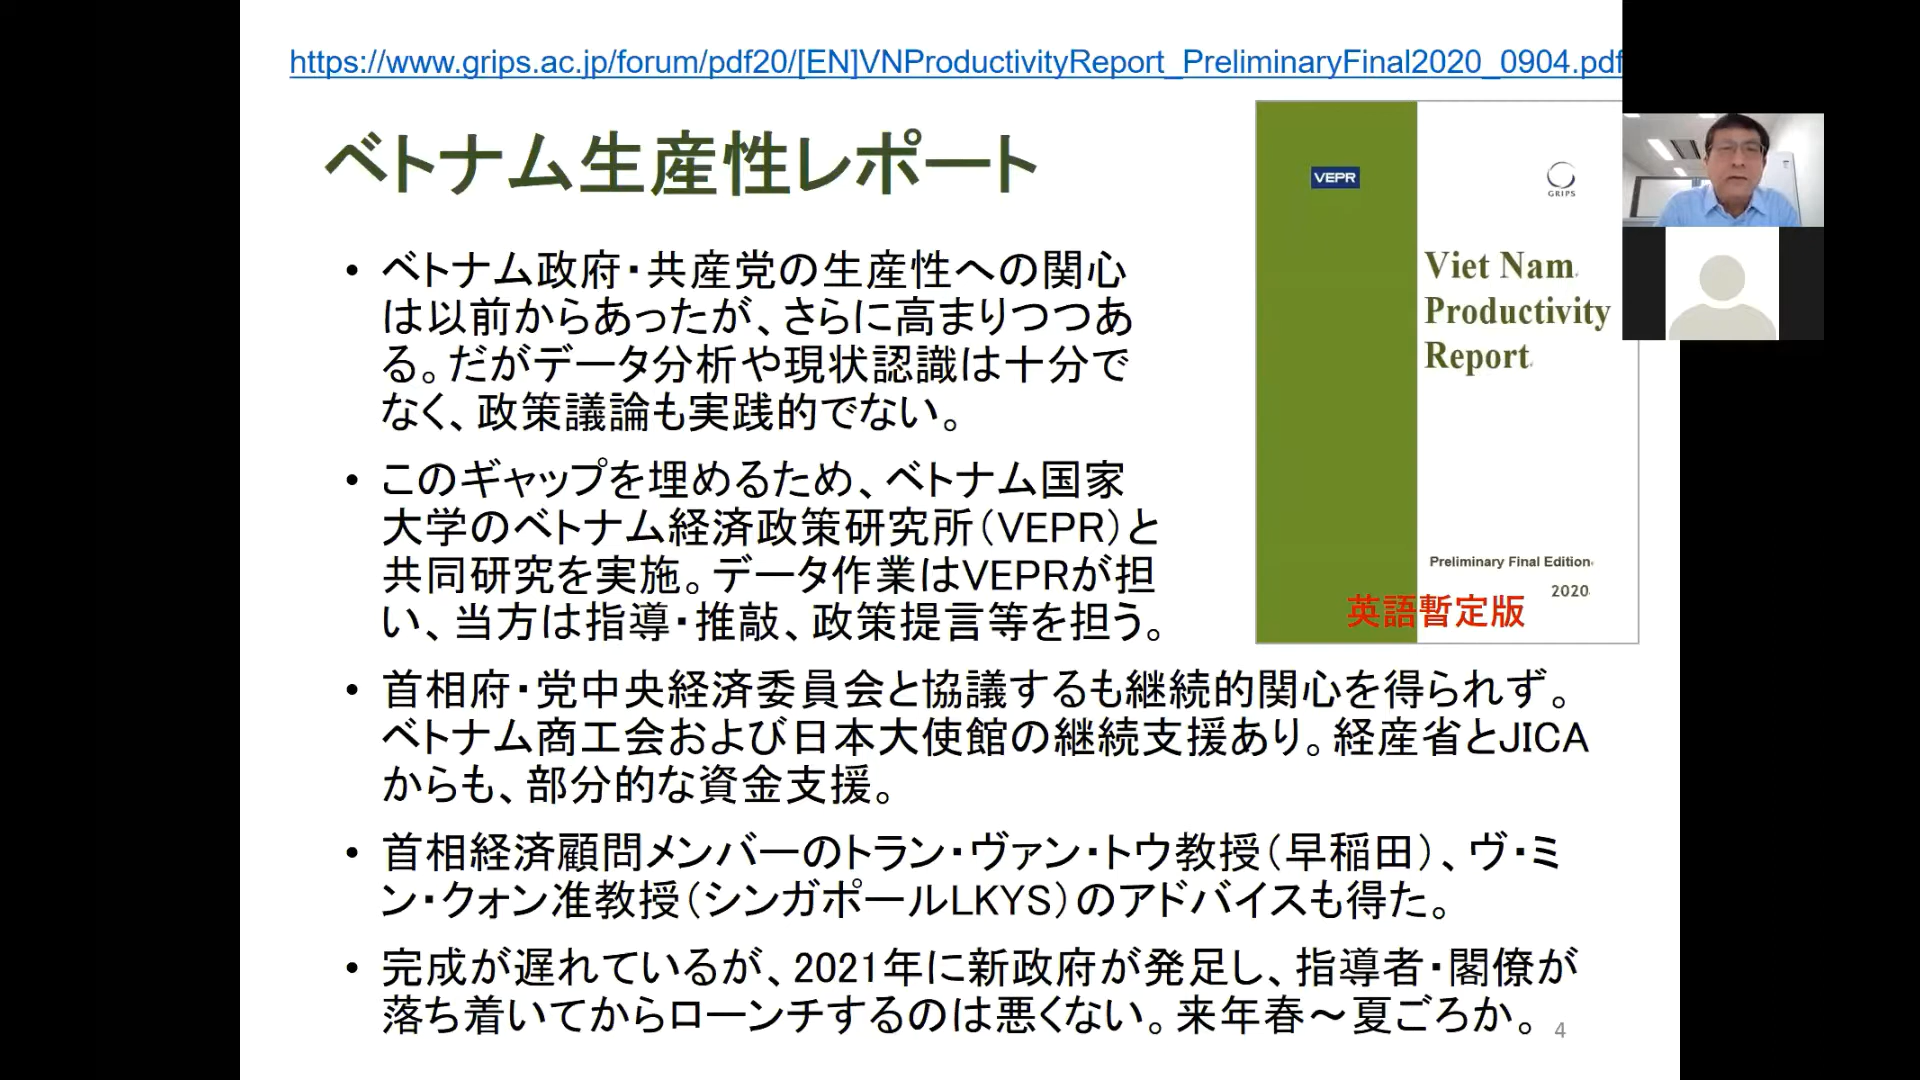 https://www.grips.ac.jp/forum/pdf20/[EN]VNProductivityReport_PreliminaryFinal2020_0904.pdf
ベトナム生産性レポート
• ベトナム政府・共産党の生産性への関心
は以前からあったが、さらに高まりつつあ
る。だがデータ分析や現状認識は十分で
なく、政策議論も実践的でない。
• このギャップを埋めるため、ベトナム国家
大学のベトナム経済政策研究所（VEPR）と
共同研究を実施。データ作業はVEPRが担
い、当方は指導・推敲、政策提言等を担う。
• 首相府・党中央経済委員会と協議するも継続的関心を得られず。
ベトナム商工会および日本大使館の継続支援あり。経産省とJICA
からも、部分的な資金支援。
• 首相経済顧問メンバーのトラン・ヴァン・トウ教授（早稲田）、ヴ・ミ
ン・クォン准教授（シンガポールLKYS）のアドバイスも得た。
• 完成が遅れているが、2021年に新政府が発足し、指導者・閣僚が
落ち着いてからローンチするのは悪くない。来年春～夏ごろか。
4
VEPR
GRIPS
Viet Nam
Productivity
Report
Preliminary Final Edition
2020
英語暫定版